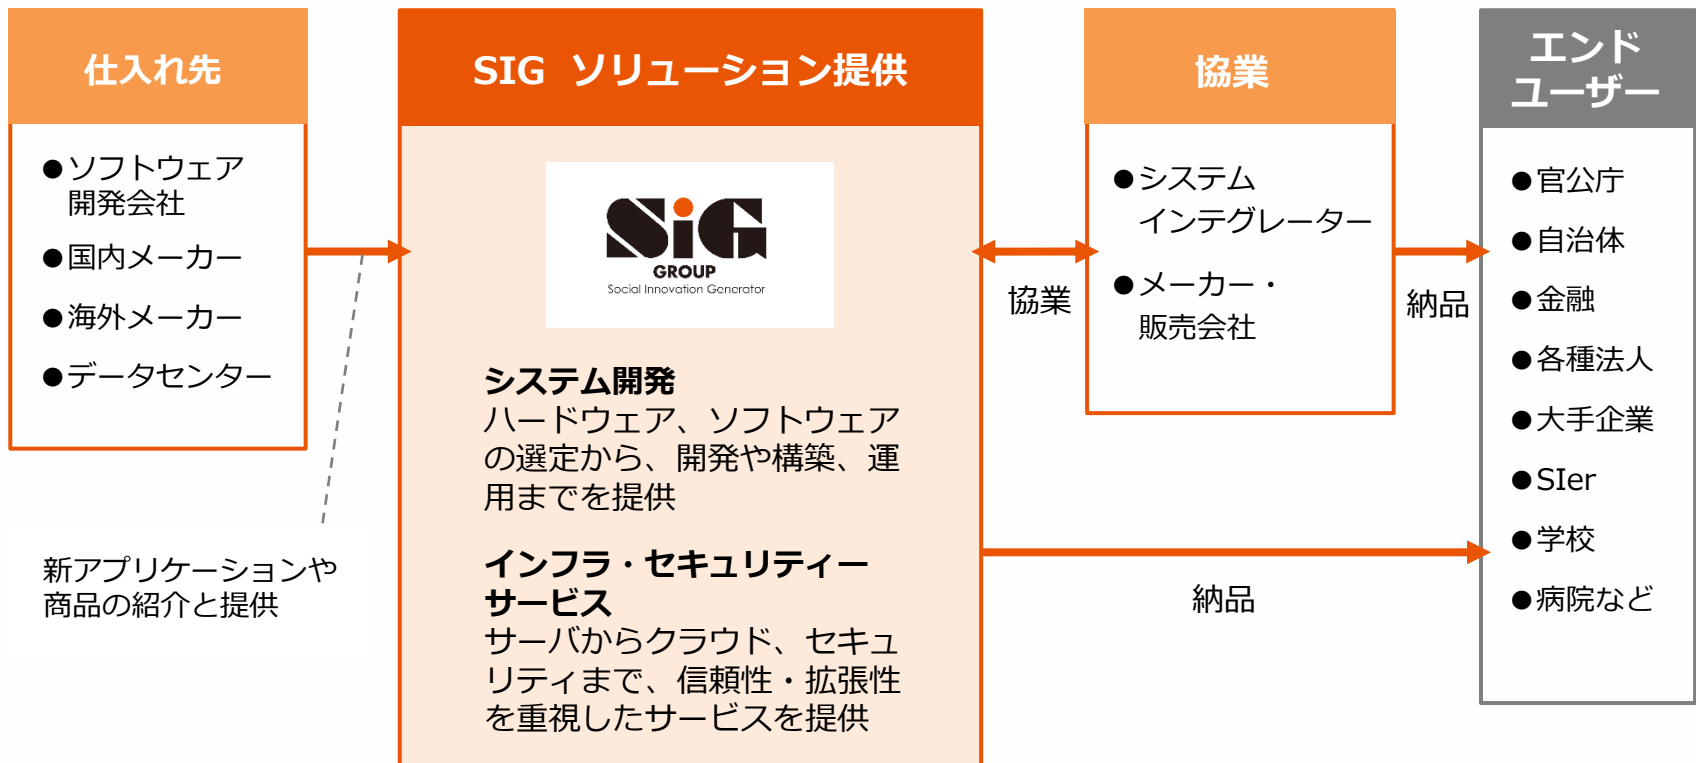 仕入れ先
●ソフトウェア
開発会社
●国内メーカー
●海外メーカー
●データセンター
新アプリケーションや
商品の紹介と提供
SIG ソリューション提供
SiG
GROUP
Social Innovation Generator
システム開発
ハードウェア、ソフトウェア
の選定から、開発や構築、運
用までを提供
インフラ・セキュリティー
サービス
サーバからクラウド、セキュ
リティまで、信頼性・拡張性
を重視したサービスを提供
協業
協業
●システム
インテグレーター
●メーカー・
販売会社
納品
納品
エンド
ユーザー
●官公庁
●自治体
●金融
●各種法人
●大手企業
●SIer
●学校
●病院など